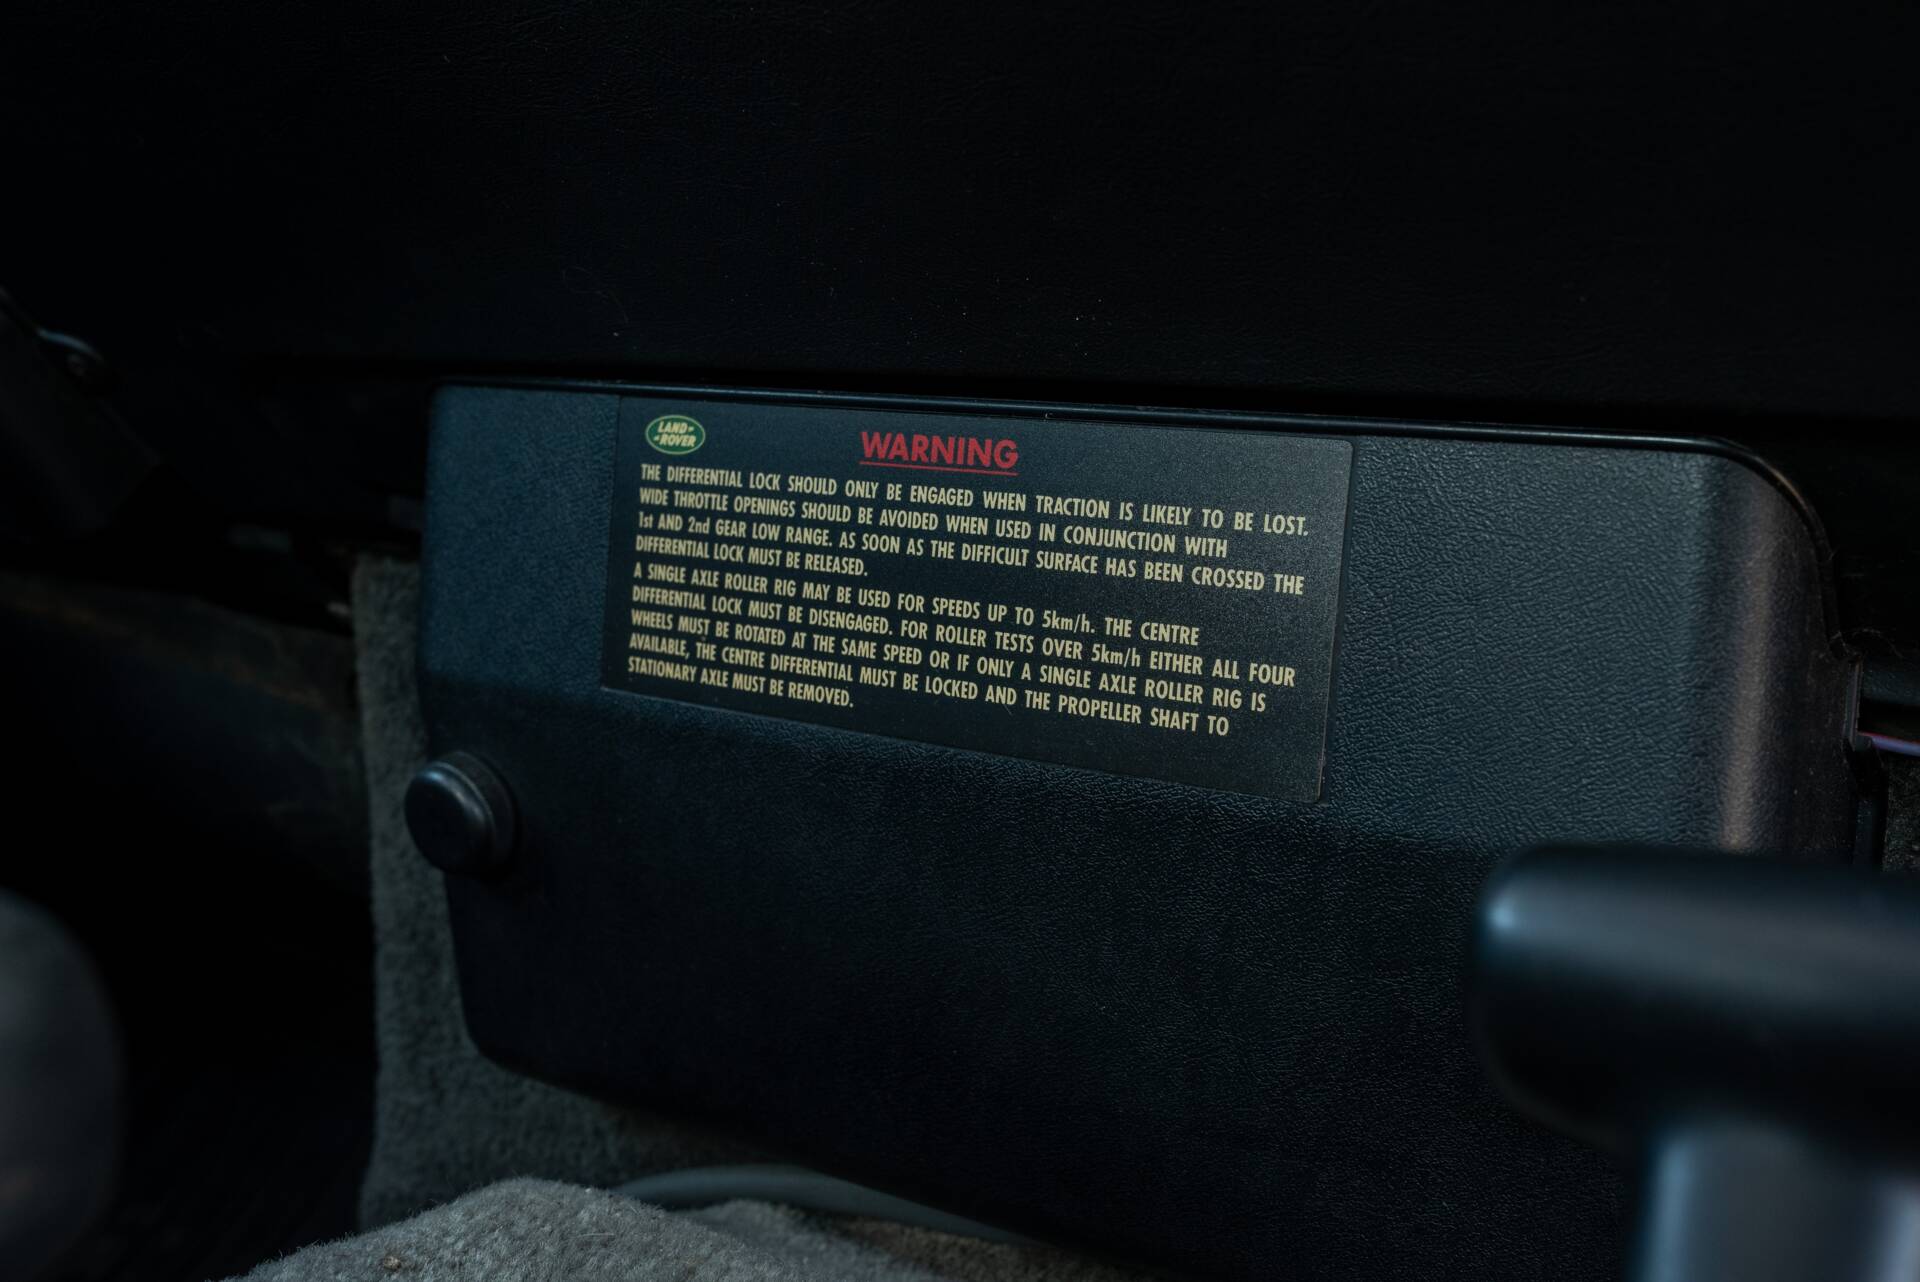 LAND-
-ROVER
WARNING
THE DIFFERENTIAL LOCK SHOULD ONLY BE ENGAGED WHEN TRACTION IS LIKELY TO BE LOST.
WIDE THROTTLE OPENINGS SHOULD BE AVOIDED WHEN USED IN CONJUNCTION WITH
1st AND 2nd GEAR LOW RANGE. AS SOON AS THE DIFFICULT SURFACE HAS BEEN CROSSED THE
DIFFERENTIAL LOCK MUST BE RELEASED.
A SINGLE AXLE ROLLER RIG MAY BE USED FOR SPEEDS UP TO 5km/h. THE CENTRE
DIFFERENTIAL LOCK MUST BE DISENGAGED. FOR ROLLER TESTS OVER 5km/h EITHER ALL FOUR
WHEELS MUST BE ROTATED AT THE SAME SPEED OR IF ONLY A SINGLE AXLE ROLLER RIG IS
AVAILABLE, THE CENTRE DIFFERENTIAL MUST BE LOCKED AND THE PROPELLER SHAFT TO
STATIONARY AXLE MUST BE REMOVED.